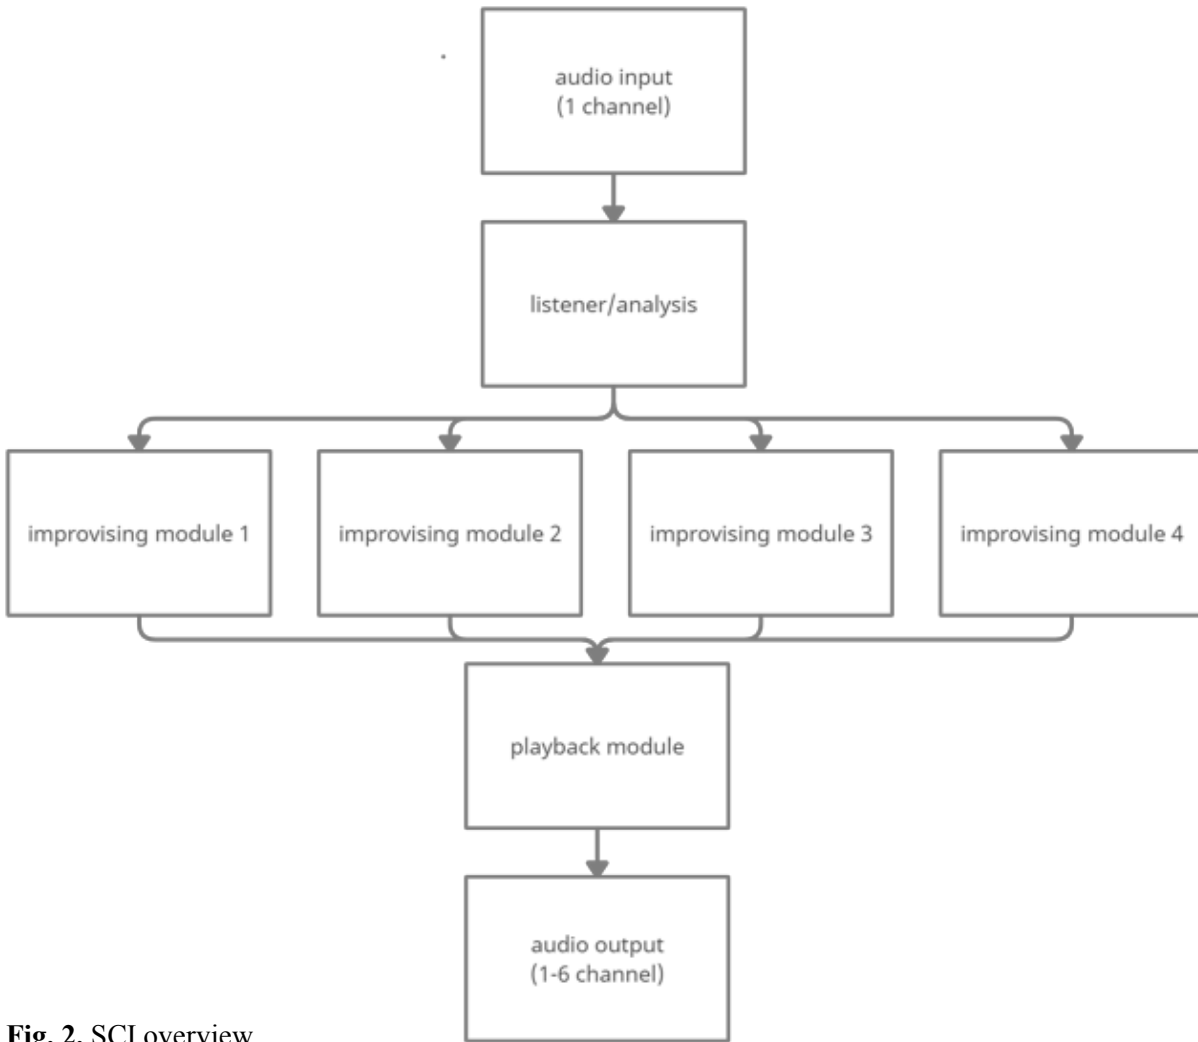 audio input
(1 channel)
listener/analysis
improvising module 1
improvising module 2
improvising module 3
improvising module 4
playback module
audio output
(1-6 channel)
Fig. 2. SCI overview